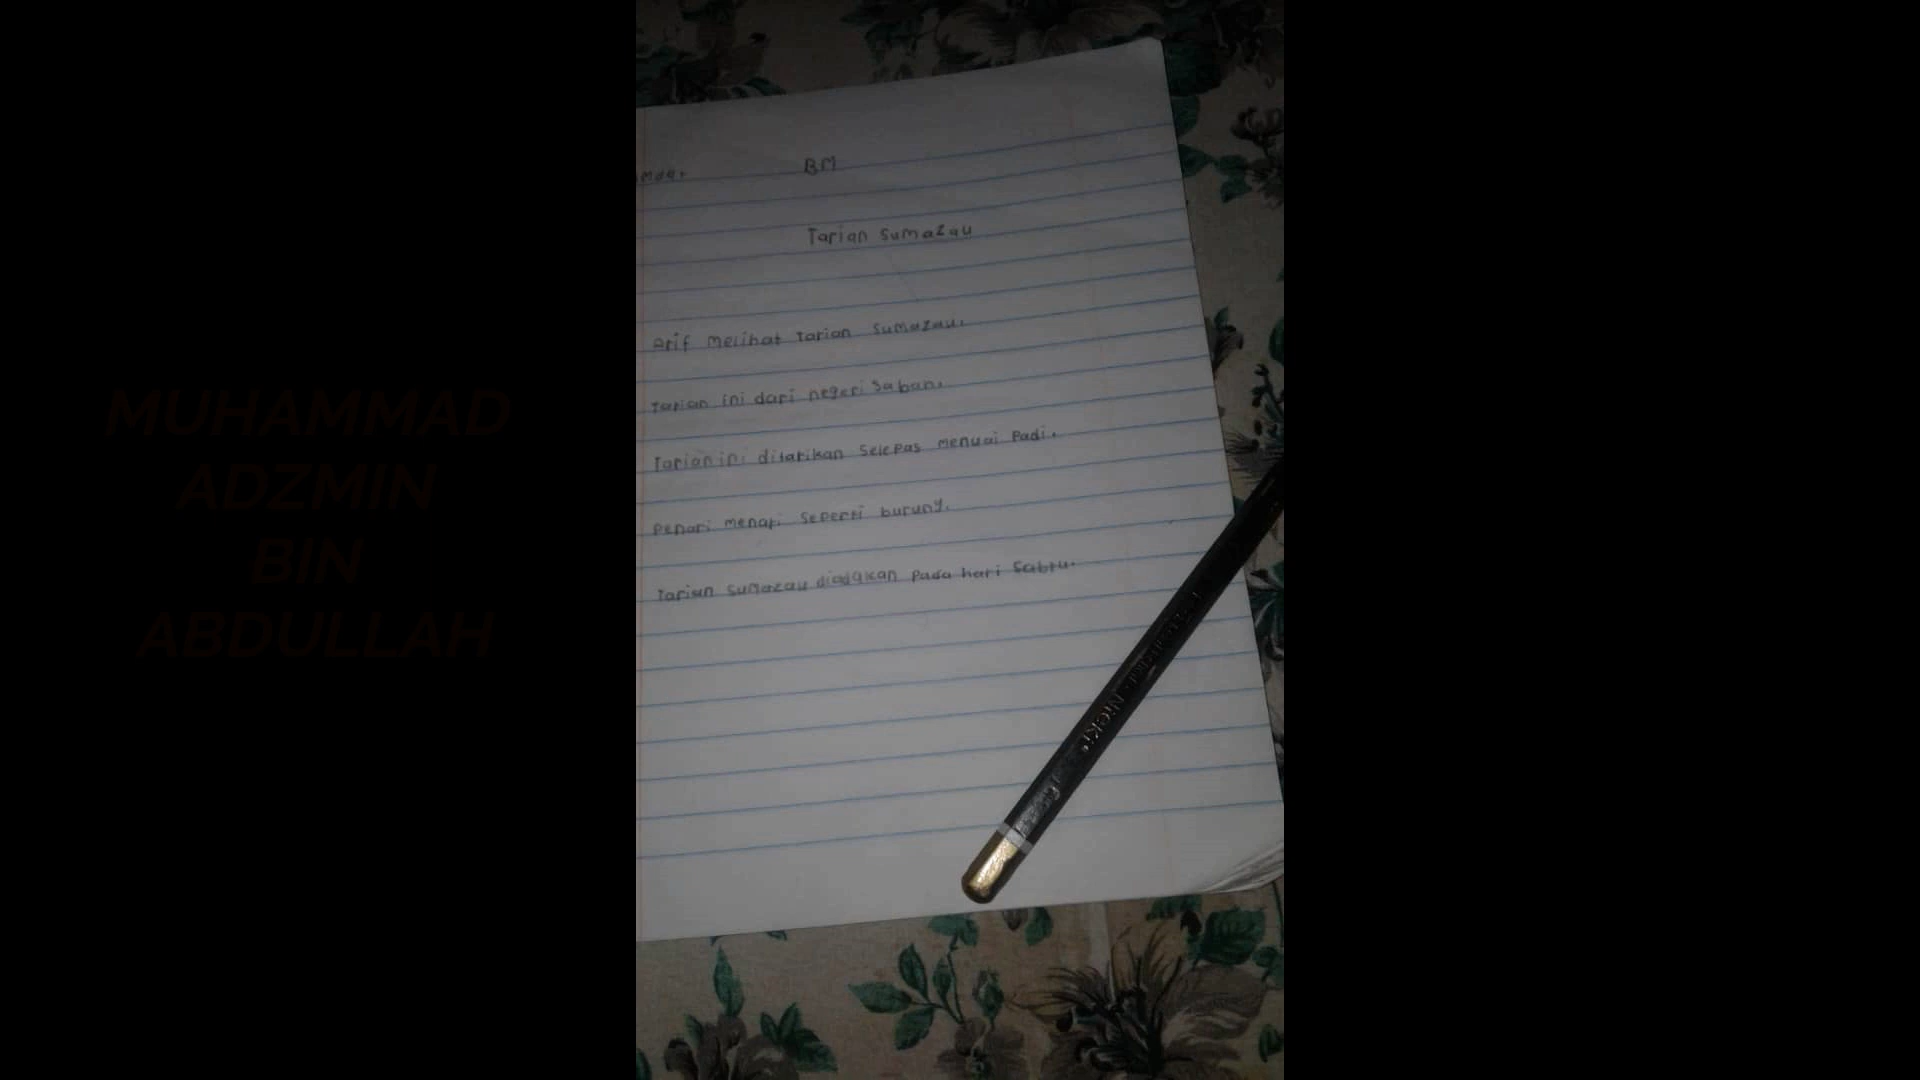 MUHAMMAD
ADZMIN
BIN
ABDULLAH
BM
Tarian Sumazau
Arif melihat Tarian Sumazau.
Tarian ini dari negeri Sabah.
Tarian ini ditarikan Selepas menuai Padi.
Penari menari seperti burung.
Tarian sumazau diadakan Pada hari Sabtu.
Nicki